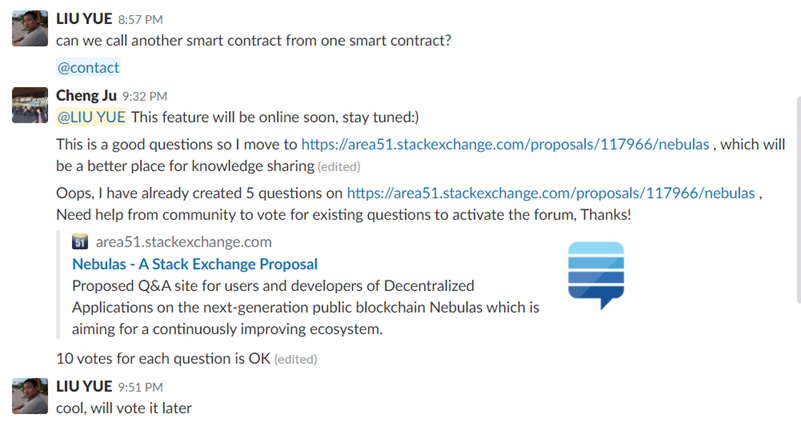 LIU YUE 8:57 PM
can we call another smart contract from one smart contract?
@contact
Cheng Ju 9:32 PM
@LIU YUE This feature will be online soon, stay tuned:)
This is a good questions so I move to https://area51.stackexchange.com/proposals/117966/nebulas , which will
be a better place for knowledge sharing (edited)
Oops, I have already created 5 questions on https://area51.stackexchange.com/proposals/117966/nebulas ,
Need help from community to vote for existing questions to activate the forum, Thanks!
51 area51.stackexchange.com
Nebulas - A Stack Exchange Proposal
Proposed Q&A site for users and developers of Decentralized
Applications on the next-generation public blockchain Nebulas which is
aiming for a continuously improving ecosystem.
10 votes for each question is OK (edited)
LIU YUE 9:51 PM
cool, will vote it later